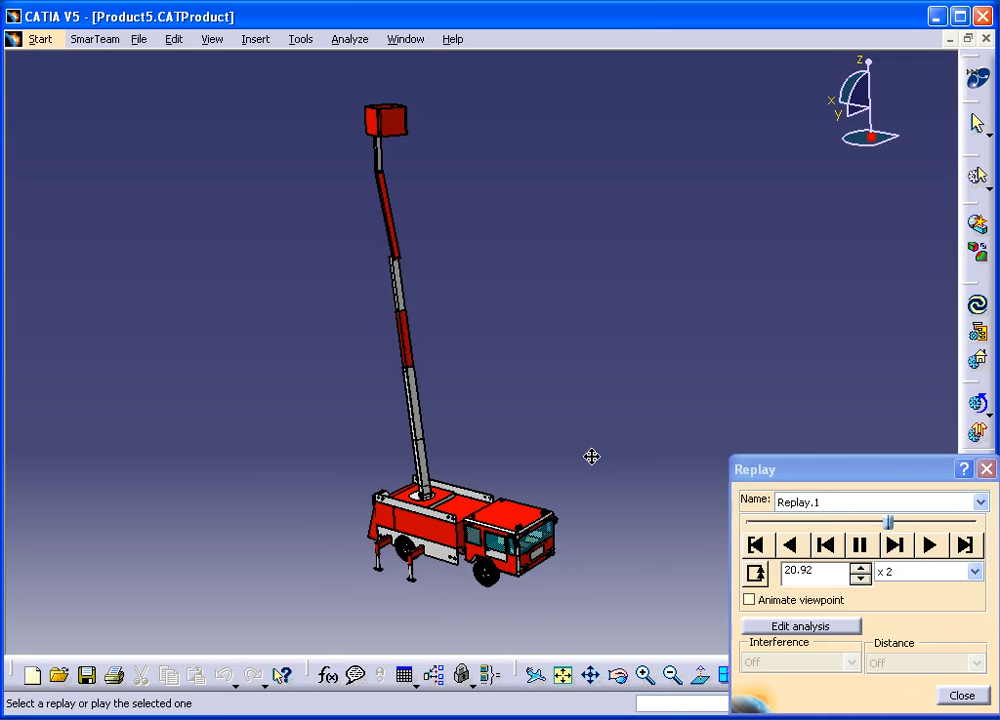 CATIA V5 - [Product5.CATProduct]
Start SmarTeam File Edit View Insert Tools Analyze Window Help
z
x
y
Replay
Name: Replay.1
20.92 x 2
Animate viewpoint
Edit analysis
Interference Distance
Off Off
Close
f(x)
Select a replay or play the selected one